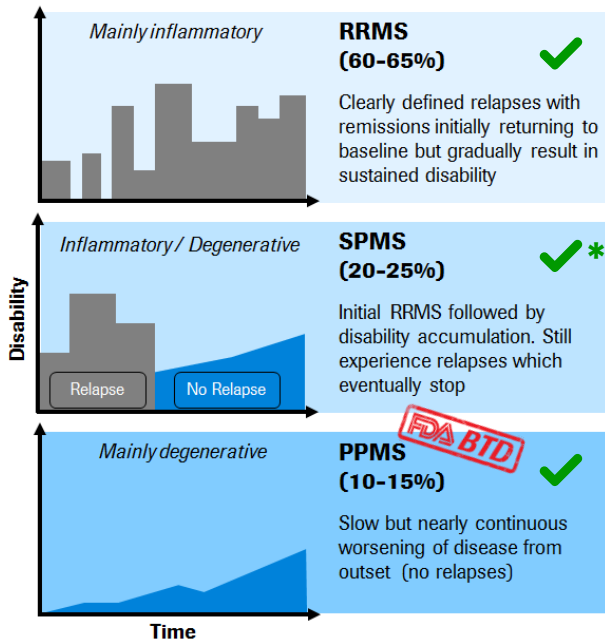 Mainly inflammatory
RRMS
(60-65%)
Clearly defined relapses with
remissions initially returning to
baseline but gradually result in
sustained disability
Disability
Inflammatory / Degenerative
Relapse
No Relapse
SPMS
(20-25%)
*
Initial RRMS followed by
disability accumulation. Still
experience relapses which
eventually stop
FDA BTD
Mainly degenerative
PPMS
(10-15%)
Slow but nearly continuous
worsening of disease from
outset (no relapses)
Time